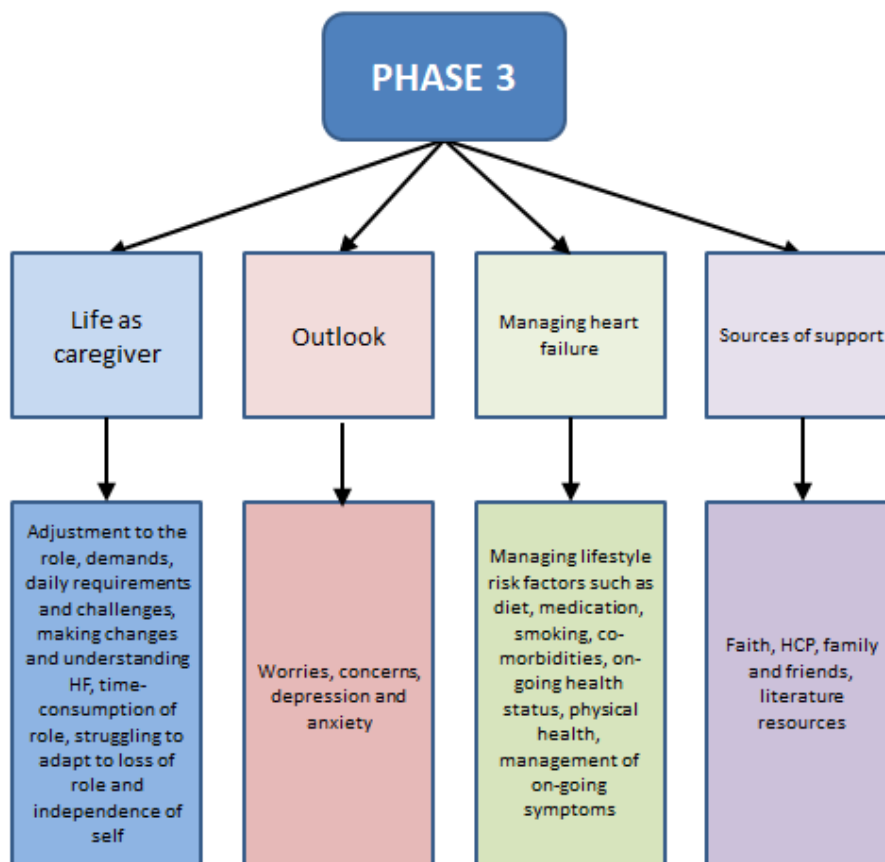 PHASE 3
Life as
caregiver
Outlook
Managing heart
failure
Sources of support
Adjustment to the
role, demands,
daily requirements
and challenges,
making changes
and understanding
HF, time-
consumption of
role, struggling to
adapt to loss of
role and
independence of
self
Worries, concerns,
depression and
anxiety
Managing lifestyle
risk factors such as
diet, medication,
smoking, co-
morbidities, on-
going health
status, physical
health,
management of
on-going
symptoms
Faith, HCP, family
and friends,
literature
resources